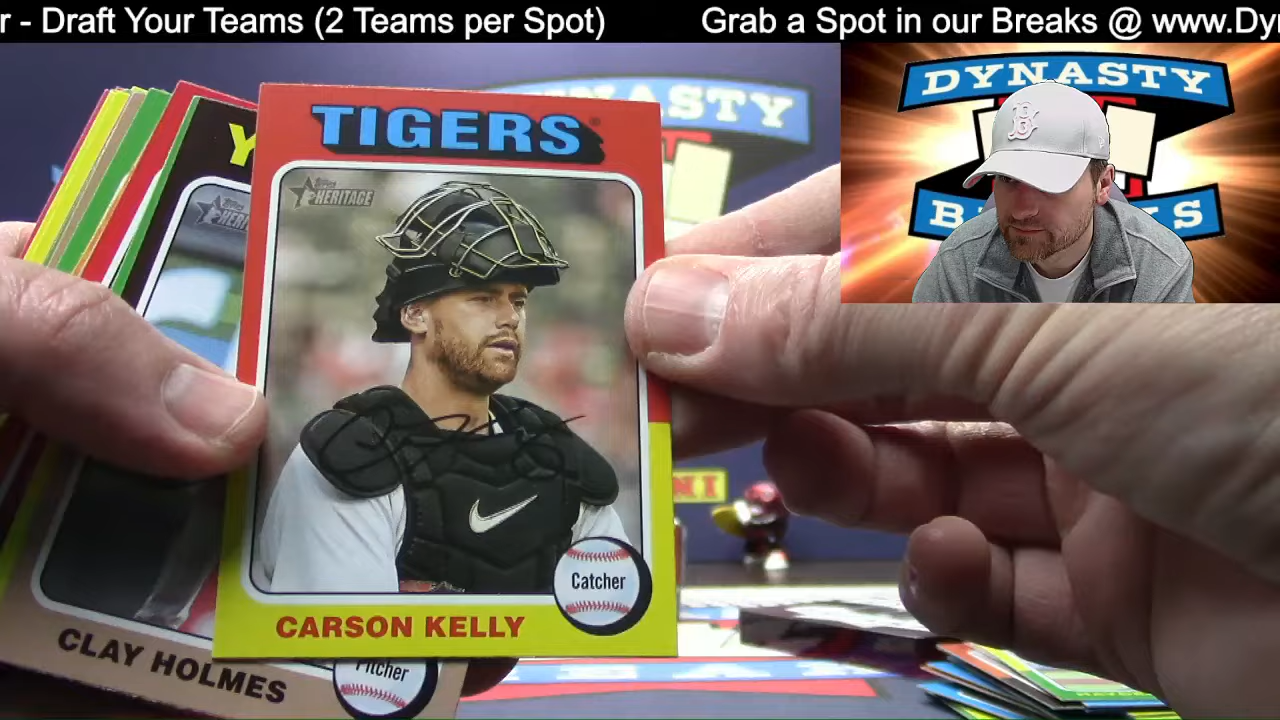 r - Draft Your Teams (2 Teams per Spot) Grab a Spot in our Breaks @ www.Dy
DYNASTY
TIGERS
Topps
HERITAGE
Catcher
CARSON KELLY
CLAY HOLMES
Pitcher